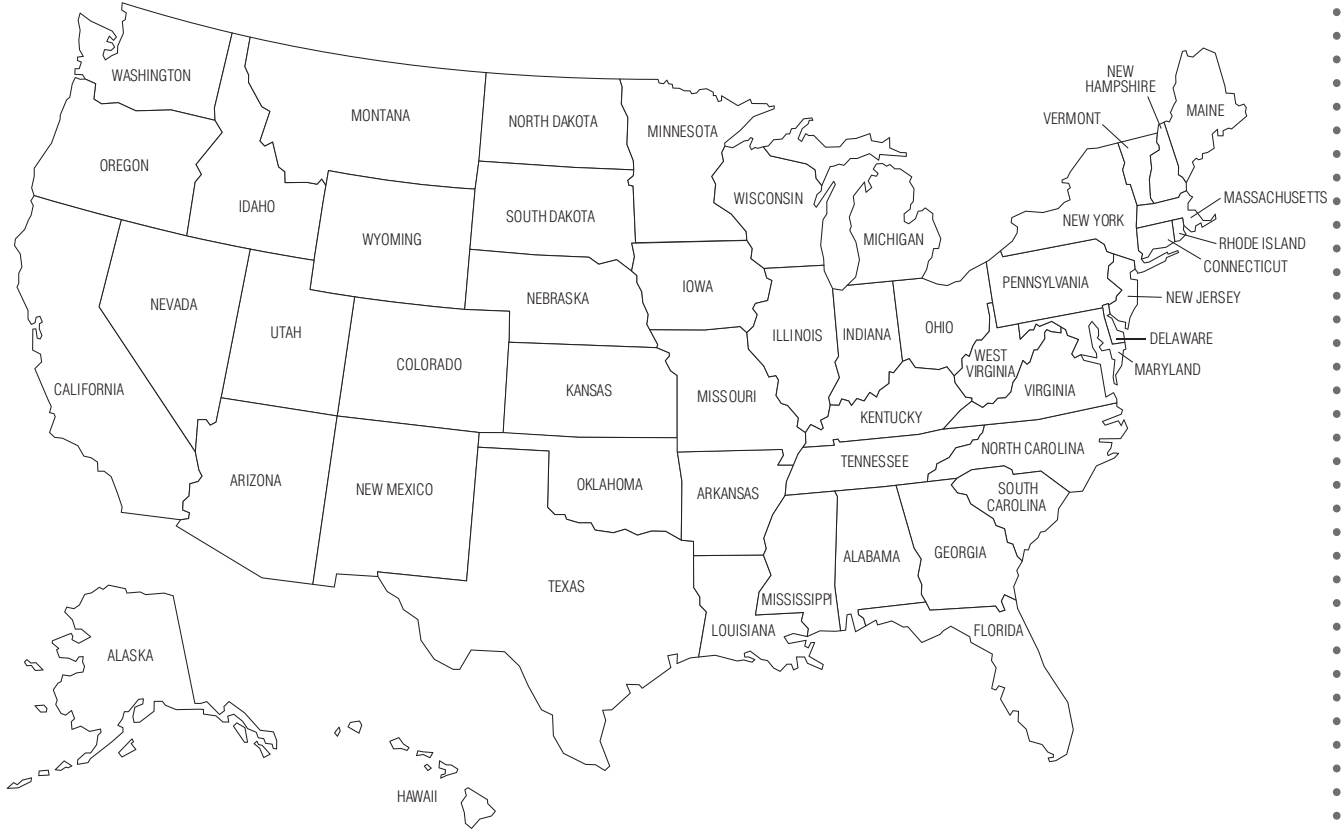 WASHINGTON
MONTANA
NORTH DAKOTA
MINNESOTA
NEW
HAMPSHIRE
VERMONT
MAINE
OREGON
IDAHO
WYOMING
SOUTH DAKOTA
WISCONSIN
MICHIGAN
NEW YORK
MASSACHUSETTS
RHODE ISLAND
CONNECTICUT
NEVADA
UTAH
COLORADO
NEBRASKA
IOWA
ILLINOIS
INDIANA
OHIO
PENNSYLVANIA
NEW JERSEY
DELAWARE
MARYLAND
CALIFORNIA
KANSAS
MISSOURI
KENTUCKY
WEST
VIRGINIA
VIRGINIA
ARIZONA
NEW MEXICO
OKLAHOMA
ARKANSAS
TENNESSEE
NORTH CAROLINA
SOUTH
CAROLINA
TEXAS
LOUISIANA
MISSISSIPPI
ALABAMA
GEORGIA
FLORIDA
ALASKA
HAWAII